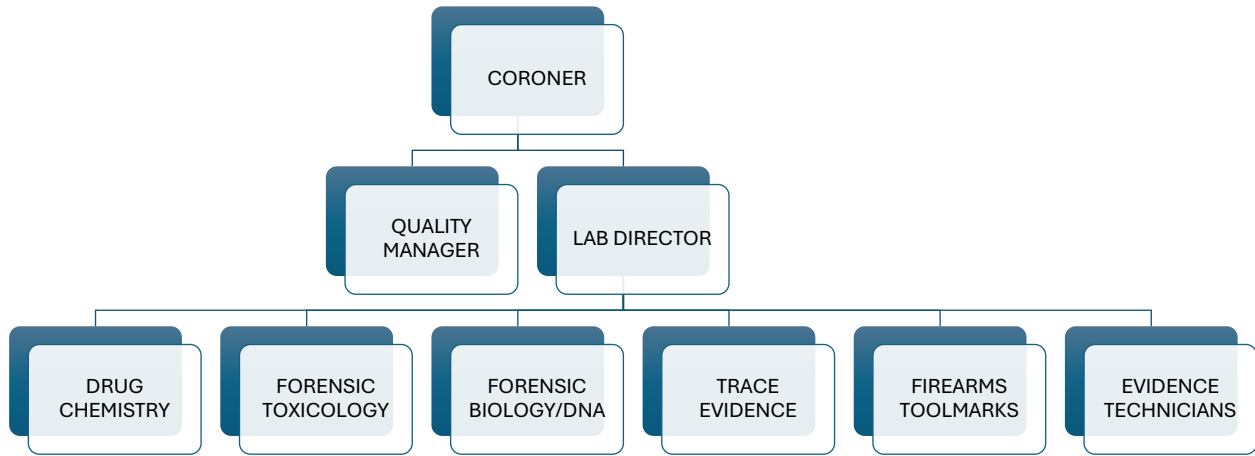 CORONER
QUALITY
MANAGER
LAB DIRECTOR
DRUG
CHEMISTRY
FORENSIC
TOXICOLOGY
FORENSIC
BIOLOGY/DNA
TRACE
EVIDENCE
FIREARMS
TOOLMARKS
EVIDENCE
TECHNICIANS